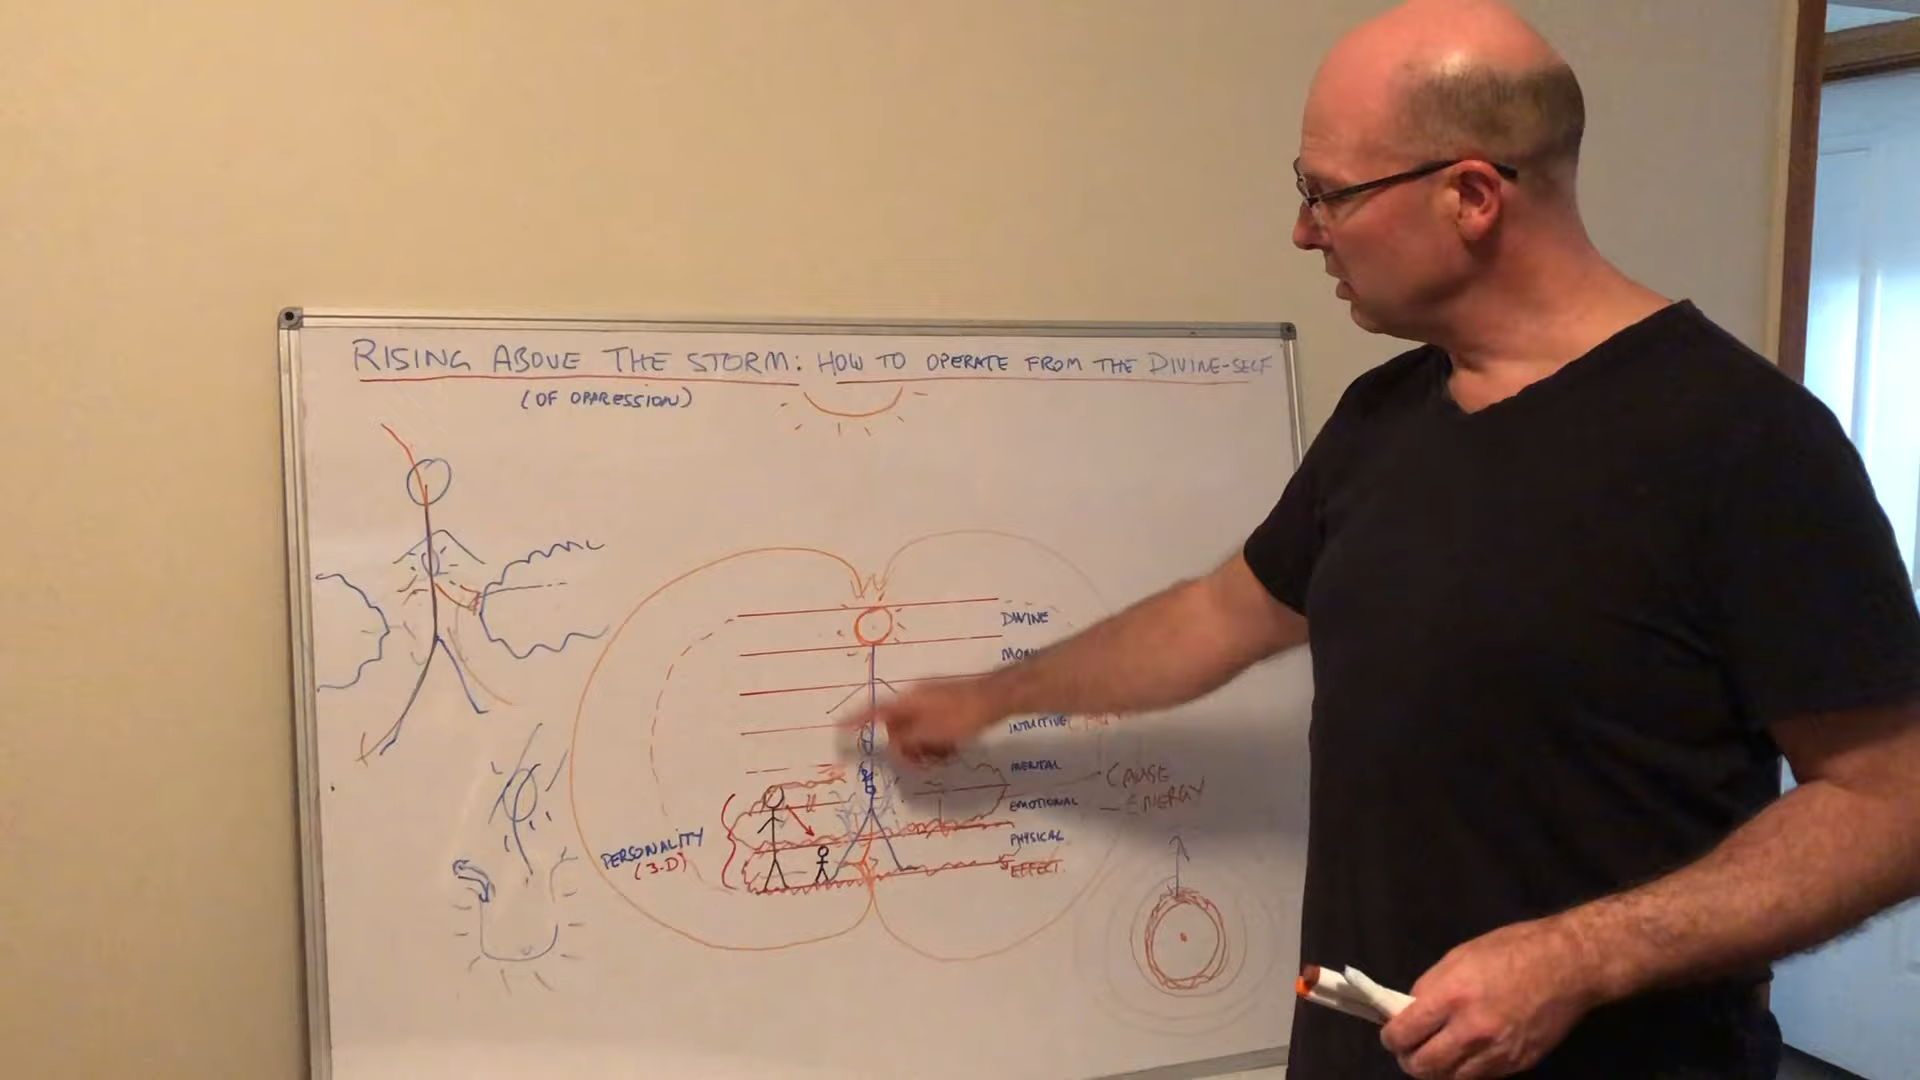 RISING ABOVE THE STORM: HOW TO OPERATE FROM THE DIVINE-SELF
(OF OPPRESSION)
DIVINE
INTUITIVE
MENTAL
EMOTIONAL
PHYSICAL
EFFECT
CAUSE
ENERGY
PERSONALITY
(3-D)